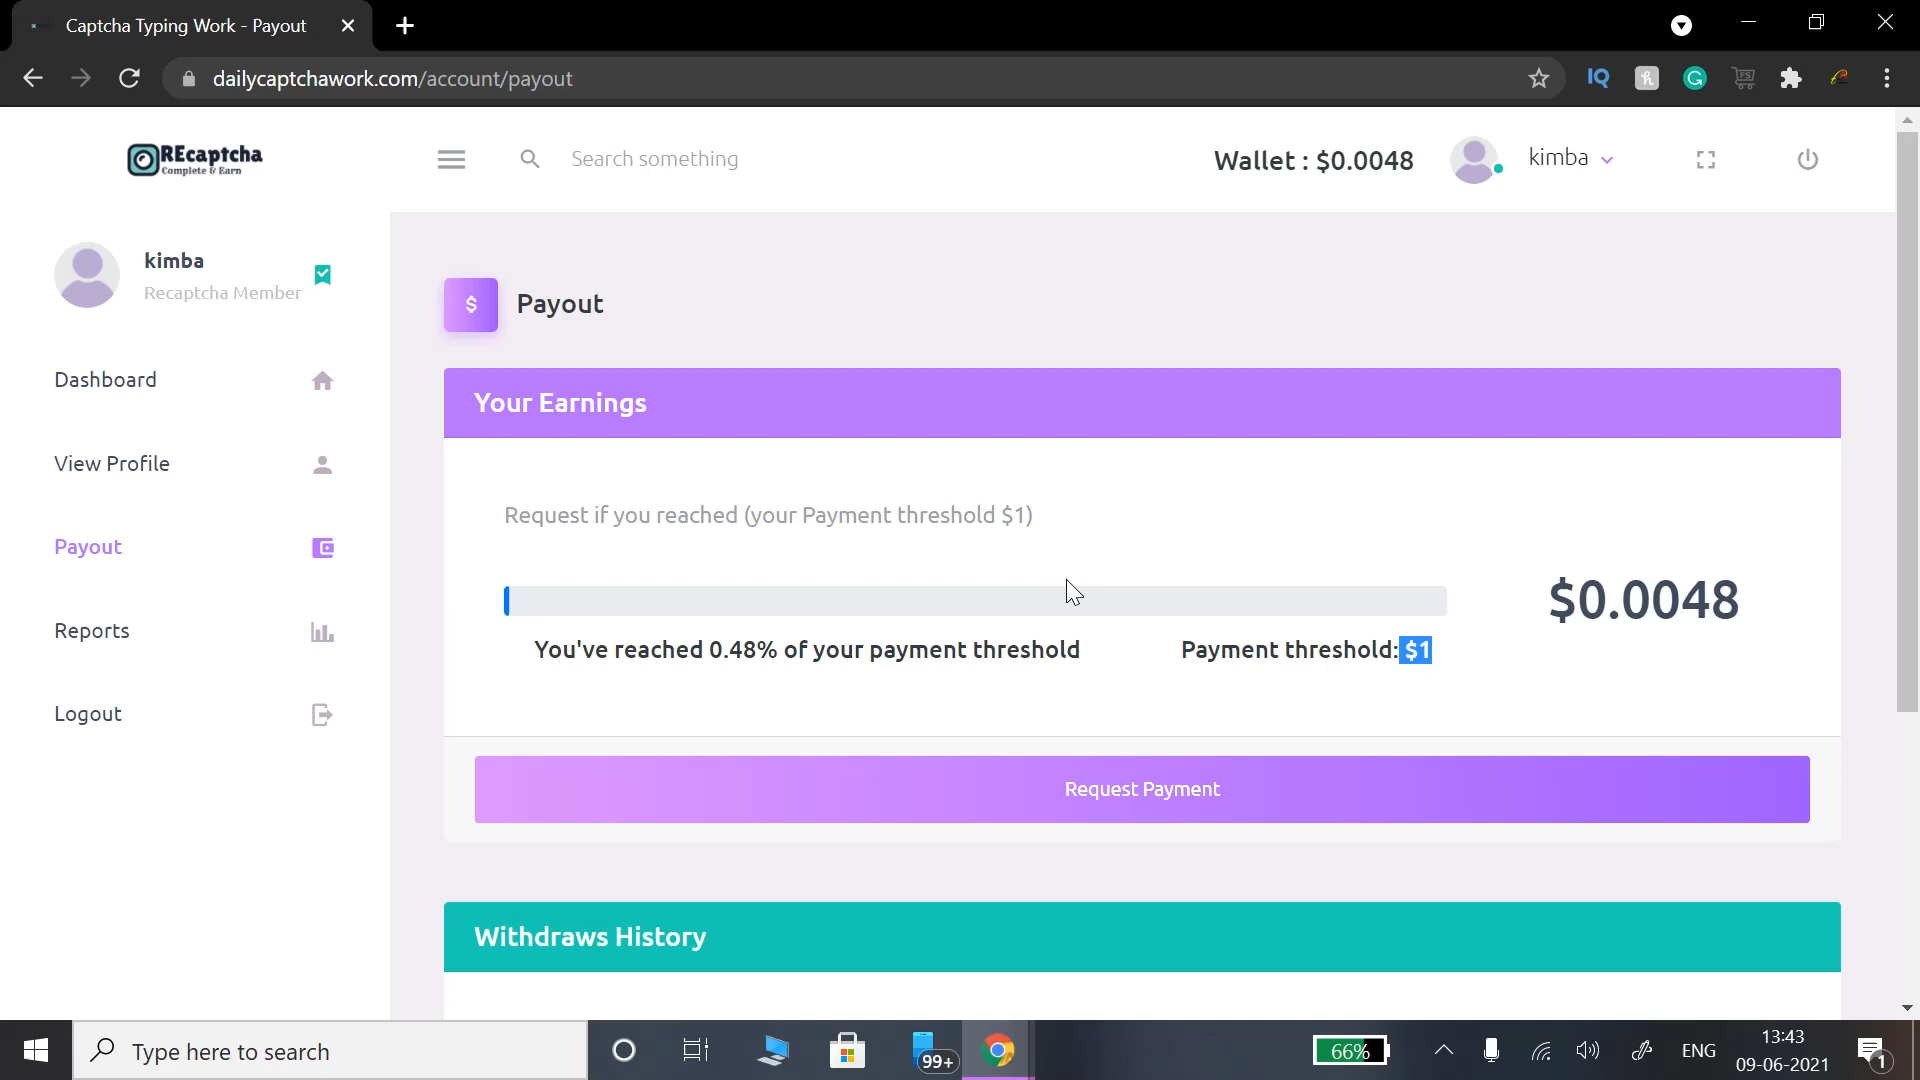 Captcha Typing Work - Payout
dailycaptchawork.com/account/payout
IQ
h
G
FS
REcaptcha
Complete & Earn
Search something
Wallet : $0.0048
kimba
kimba
Recaptcha Member
$
Payout
Dashboard
Your Earnings
View Profile
Request if you reached (your Payment threshold $1)
Payout
$0.0048
Reports
You've reached 0.48% of your payment threshold
Payment threshold: $1
Logout
Request Payment
Withdraws History
Type here to search
99+
66%
ENG
13:43
09-06-2021
1